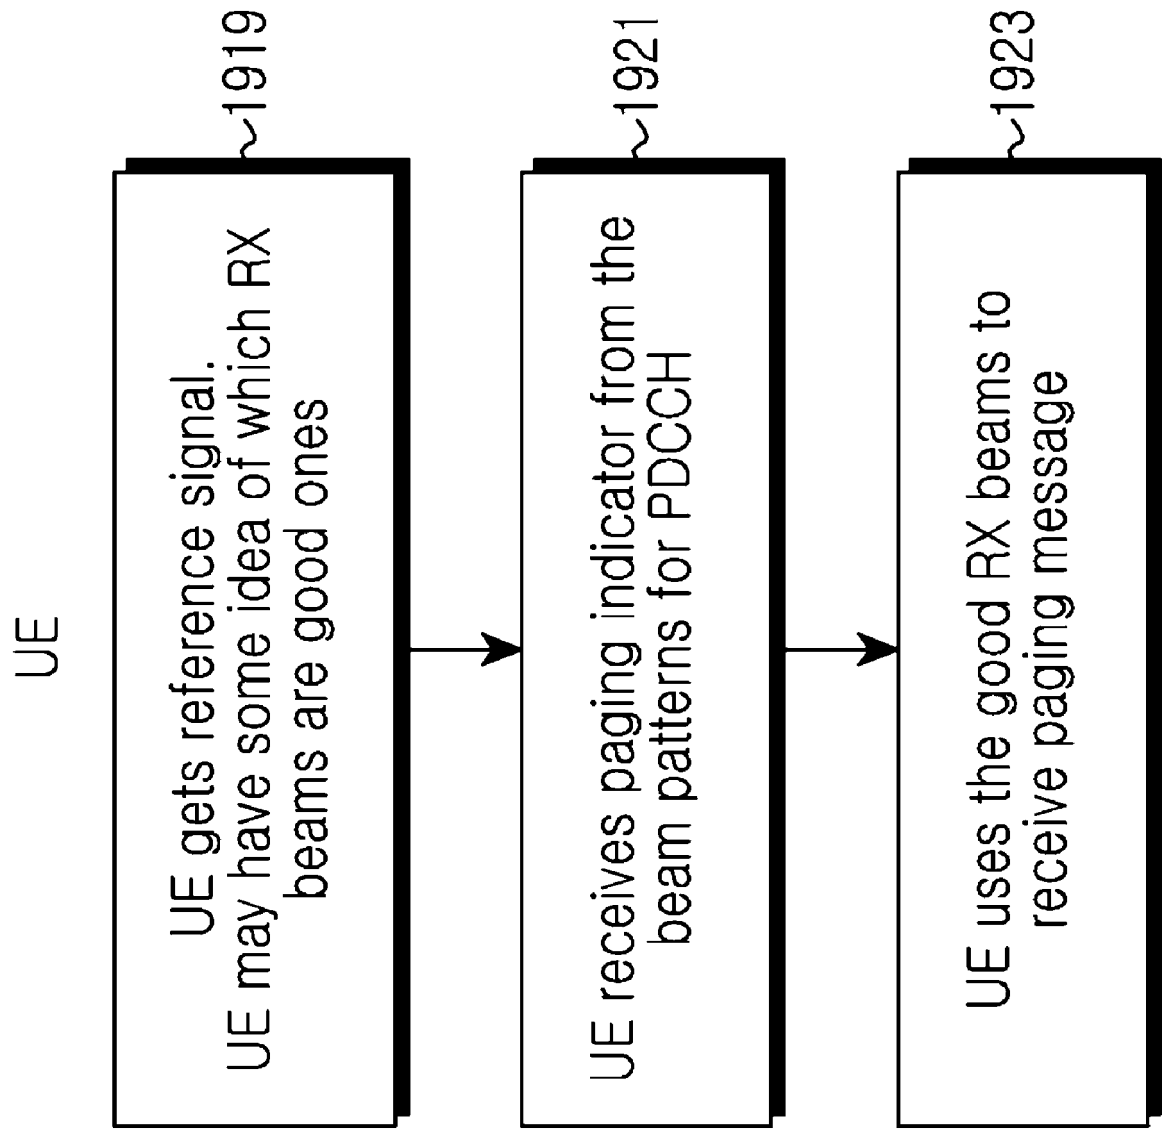 UE
UE gets reference signal.
UE may have some idea of which RX
beams are good ones
1919
UE receives paging indicator from the
beam patterns for PDCCH
1921
UE uses the good RX beams to
receive paging message
1923